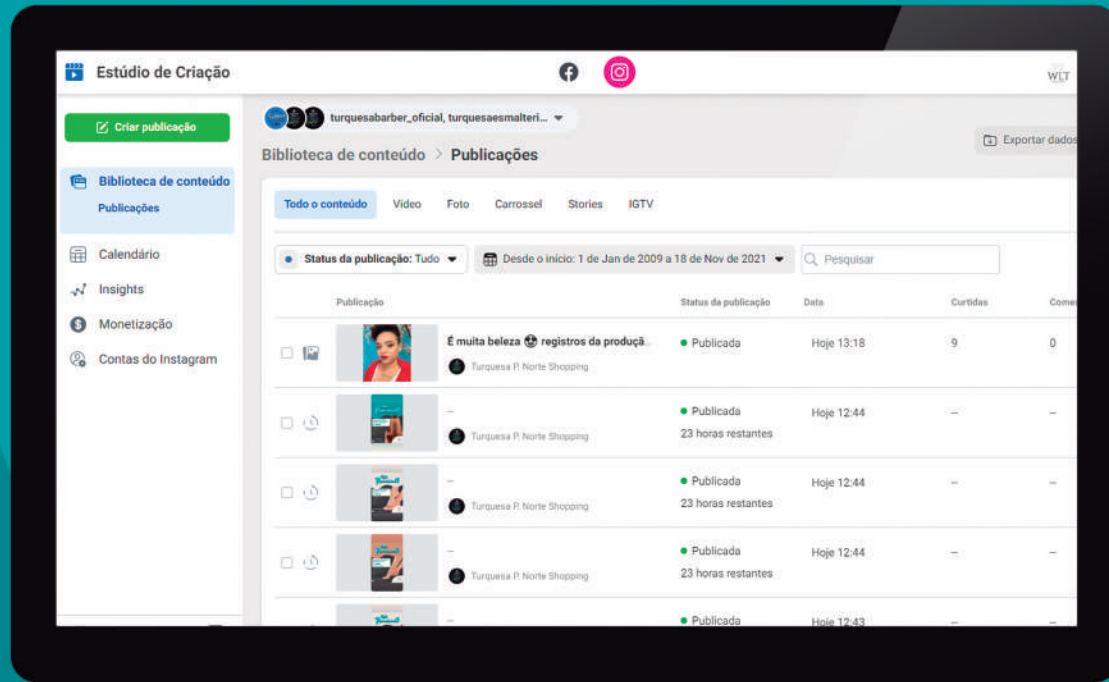 Estúdio de Criação
WLT
Criar publicação
Biblioteca de conteúdo
Publicações
Calendário
Insights
Monetização
Contas do Instagram
turquesabarber_oficial, turquesaesmalteri...
Biblioteca de conteúdo > Publicações
Exportar dados
Todo o conteúdo Vídeo Foto Carrossel Stories IGTV
Status da publicação: Tudo
Desde o início: 1 de Jan de 2009 a 18 de Nov de 2021
Pesquisar
Publicação Status da publicação Data Curtidas Comen
É muita beleza 😍 registros da produçã... Publicada Hoje 13:18 9 0
Turquesa P. Norte Shopping
– Publicada Hoje 12:44 – –
23 horas restantes
Turquesa P. Norte Shopping
– Publicada Hoje 12:44 – –
23 horas restantes
Turquesa P. Norte Shopping
– Publicada Hoje 12:44 – –
23 horas restantes
Turquesa P. Norte Shopping
– Publicada Hoje 12:43 – –